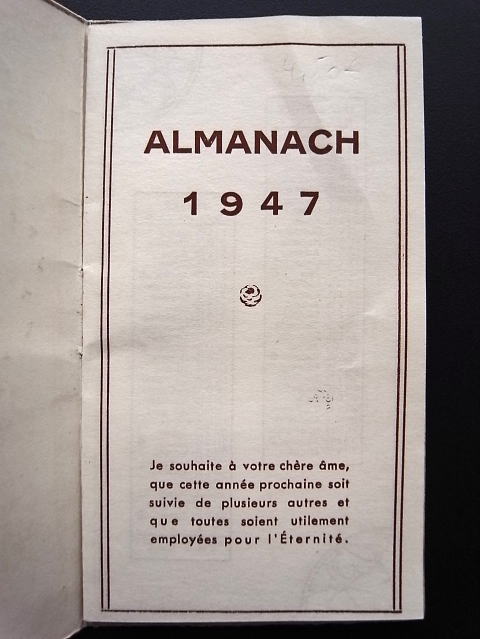 ALMANACH
1947
Je souhaite à votre chère âme,
que cette année prochaine soit
suivie de plusieurs autres et
que toutes soient utilement
employées pour l'Éternité.